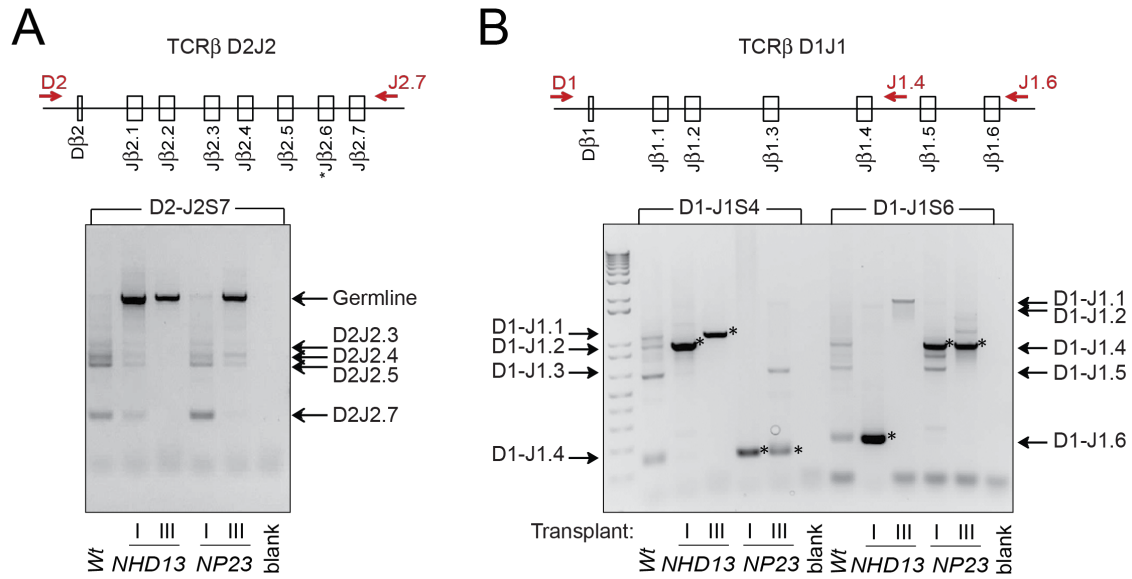 A
TCRβ D2J2
D2
J2.7
Dβ2
Jβ2.1
Jβ2.2
Jβ2.3
Jβ2.4
Jβ2.5
*Jβ2.6
Jβ2.7
D2-J2S7
Germline
D2J2.3
D2J2.4
D2J2.5
D2J2.7
I III I III
Wt NHD13 NP23 blank
B
TCRβ D1J1
D1
J1.4
J1.6
Dβ1
Jβ1.1
Jβ1.2
Jβ1.3
Jβ1.4
Jβ1.5
Jβ1.6
D1-J1S4 D1-J1S6
D1-J1.1
D1-J1.2
D1-J1.3
D1-J1.4
*
*
*
*
*
*
*
D1-J1.1
D1-J1.2
D1-J1.4
D1-J1.5
D1-J1.6
Transplant: I III I III I III I III
Wt NHD13 NP23 blank Wt NHD13 NP23 blank